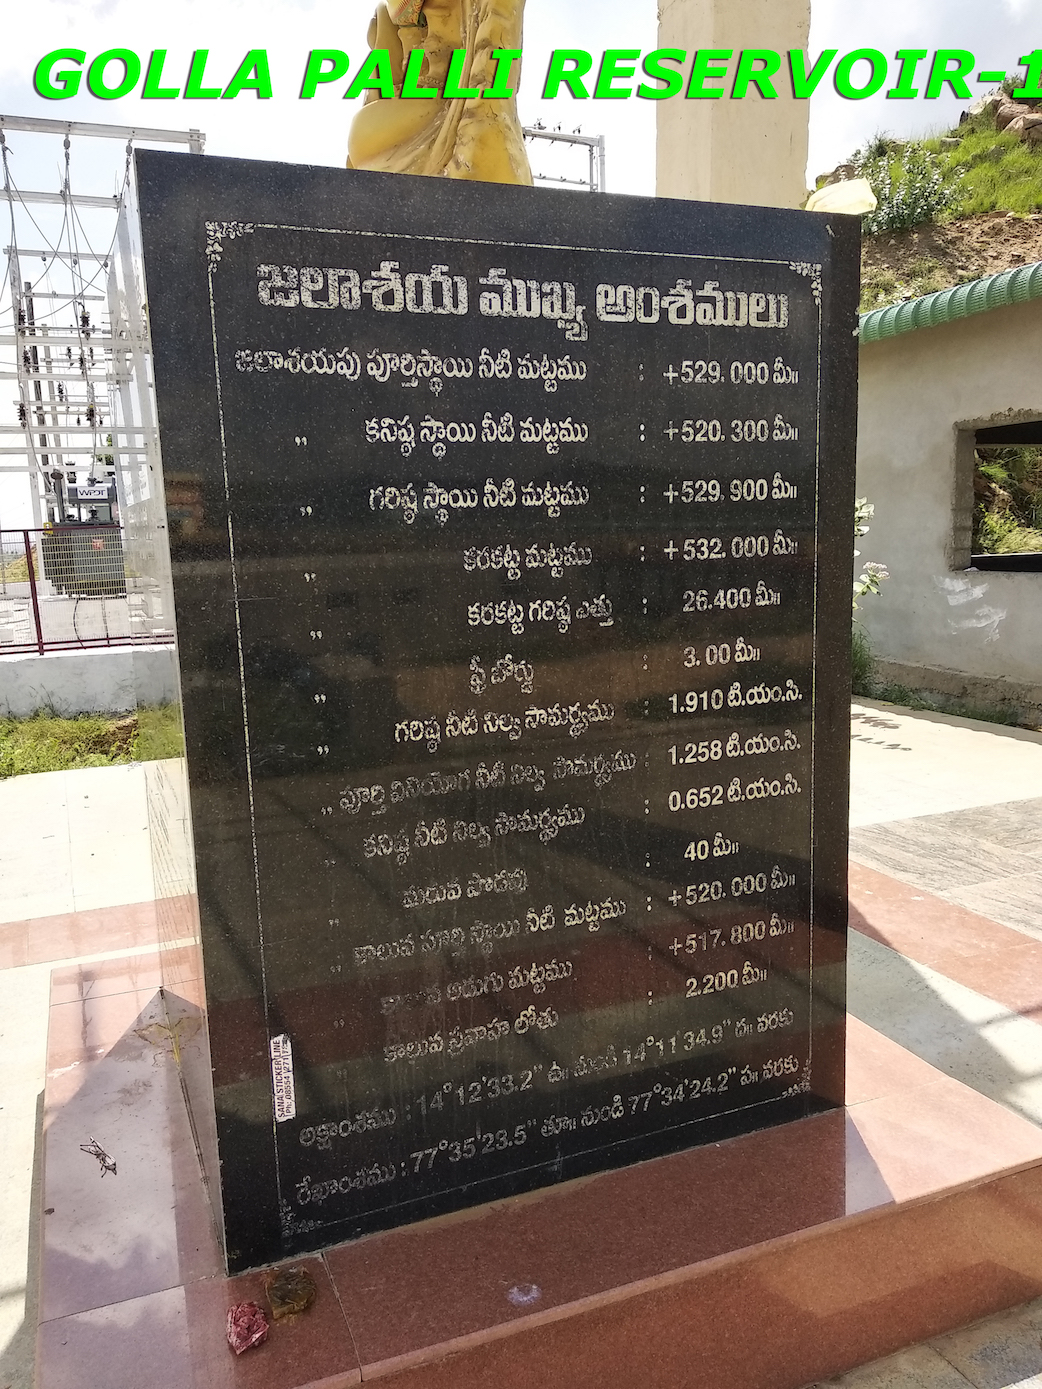 GOLLA PALLI RESERVOIR-1
జలాశయ ముఖ్య అంశములు
జలాశయపు పూర్తిస్థాయి నీటి మట్టము : +529.000 మీ॥
,, కనిష్ఠ స్థాయి నీటి మట్టము : +520.300 మీ॥
,, గరిష్ఠ స్థాయి నీటి మట్టము : +529.900 మీ॥
,, కరకట్ట మట్టము : +532.000 మీ॥
,, కరకట్ట గరిష్ఠ ఎత్తు : 26.400 మీ॥
,, ఫ్రీ బోర్డు : 3.00 మీ॥
,, గరిష్ఠ నీటి నిల్వ సామర్థ్యము : 1.910 టి.యం.సి.
,, పూర్తి వినియోగ నీటి నిల్వ సామర్థ్యము : 1.258 టి.యం.సి.
,, కనిష్ఠ నీటి నిల్వ సామర్థ్యము : 0.652 టి.యం.సి.
,, మరువ పొడవు : 40 మీ॥
,, కాలువ పూర్తి స్థాయి నీటి మట్టము : +520.000 మీ॥
,, కాలువ అడుగు మట్టము : +517.800 మీ॥
కాలువ ప్రవాహ లోతు : 2.200 మీ॥
అక్షాంశము : 14°12'33.2" ఉ॥ నుండి 14°11'34.9" ద॥ వరకు
రేఖాంశము : 77°35'23.5" తూ॥ నుండి 77°34'24.2" ప॥ వరకు
SANA STICKER LINE